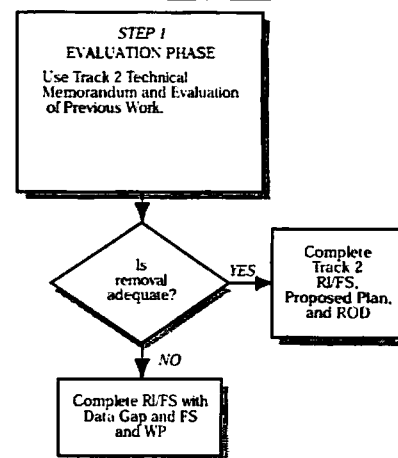 STEP 1
EVALUATION PHASE
Use Track 2 Technical
Memorandum and Evaluation
of Previous Work.
Is
removal
adequate?
YES
Complete
Track 2
RI/FS,
Proposed Plan,
and ROD
NO
Complete RI/FS with
Data Gap and FS
and WP